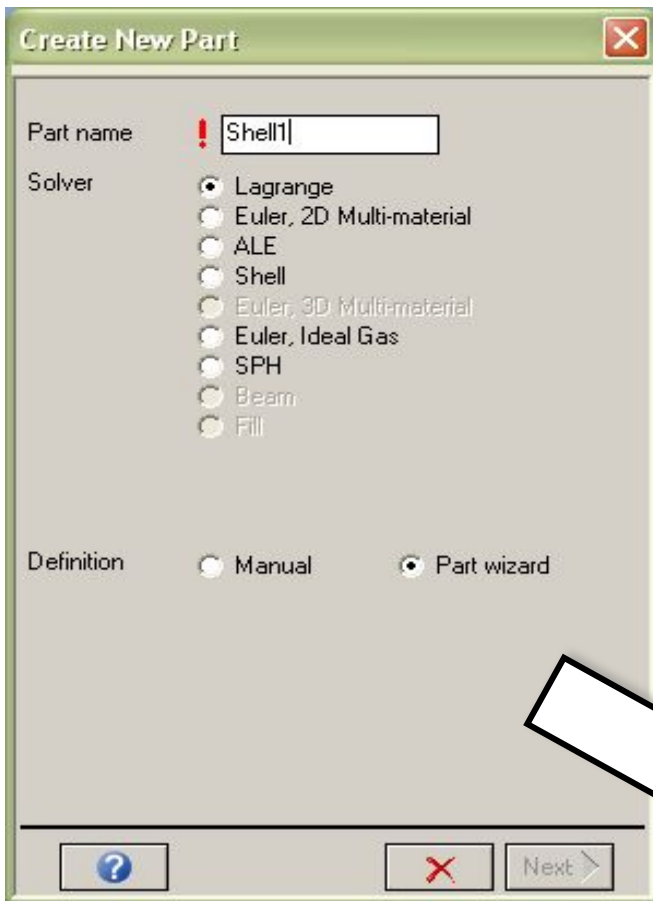 Create New Part
Part name ! Shell1
Solver
Lagrange
Euler, 2D Multi-material
ALE
Shell
Euler, 3D Multi-material
Euler, Ideal Gas
SPH
Beam
Fill
Definition Manual Part wizard
? Next >